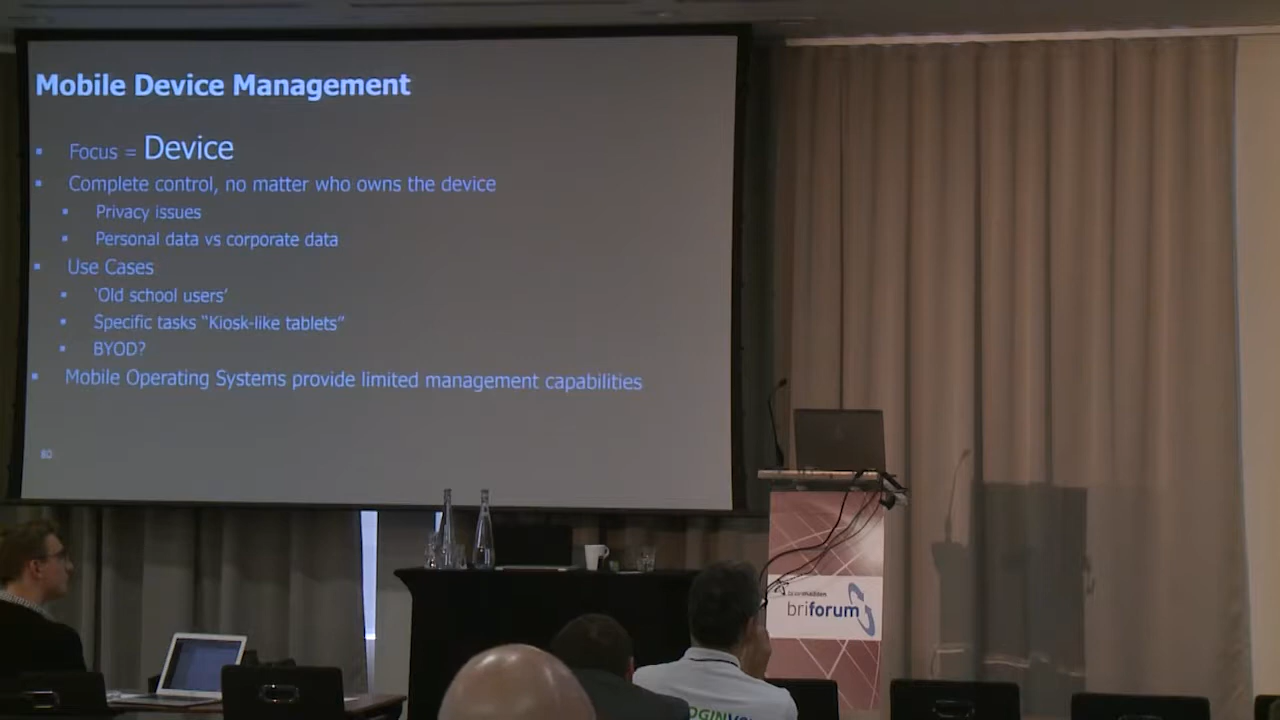 Mobile Device Management
Focus = Device
Complete control, no matter who owns the device
Privacy issues
Personal data vs corporate data
Use Cases
‘Old school users’
Specific tasks “Kiosk-like tablets”
BYOD?
Mobile Operating Systems provide limited management capabilities
80
briforum